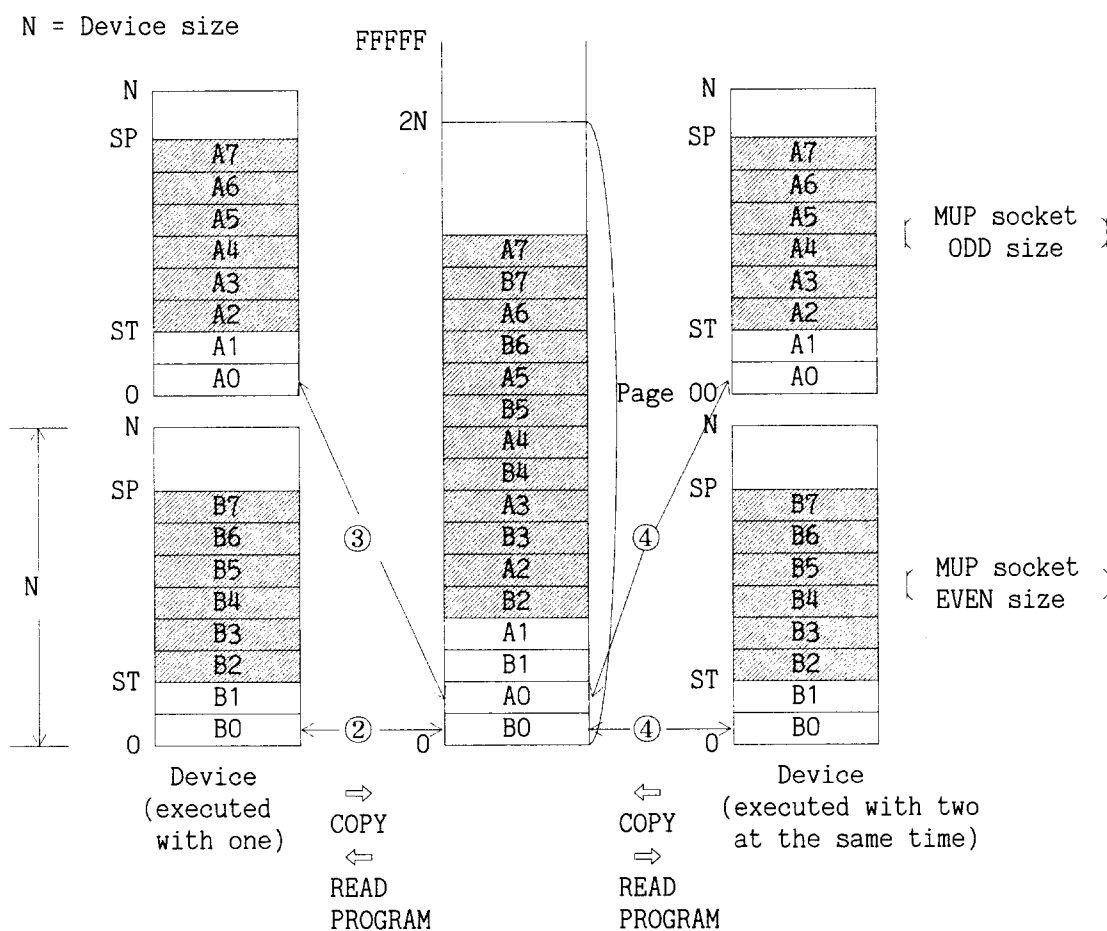 N = Device size
FFFFF
N
SP
A7
A6
A5
A4
A3
A2
ST
A1
A0
0
N
SP
B7
B6
B5
B4
B3
B2
ST
B1
B0
0
N
Device
(executed
with one)
2N
A7
B7
A6
B6
A5
B5
A4
B4
A3
B3
A2
B2
A1
B1
A0
B0
0
Page 00
③
②
④
④
⇨
COPY
⇦
READ
PROGRAM
⇦
COPY
⇨
READ
PROGRAM
N
SP
A7
A6
A5
A4
A3
A2
ST
A1
A0
N
SP
B7
B6
B5
B4
B3
B2
ST
B1
B0
0
Device
(executed with two
at the same time)
MUP socket
ODD size
MUP socket
EVEN size